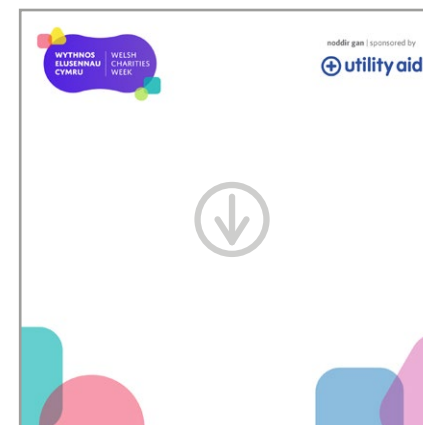 WYTHNOS
ELUSENNAU
CYMRU
WELSH
CHARITIES
WEEK
noddir gan | sponsored by
utility aid